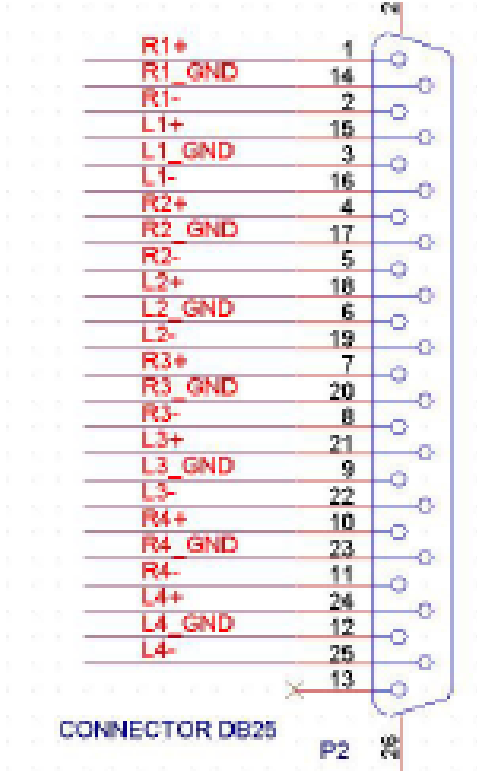 R1+ 1
R1_GND 14
R1- 2
L1+ 15
L1_GND 3
L1- 16
R2+ 4
R2_GND 17
R2- 5
L2+ 18
L2_GND 6
L2- 19
R3+ 7
R3_GND 20
R3- 8
L3+ 21
L3_GND 9
L3- 22
R4+ 10
R4_GND 23
R4- 11
L4+ 24
L4_GND 12
L4- 25
13
CONNECTOR DB25
P2 26